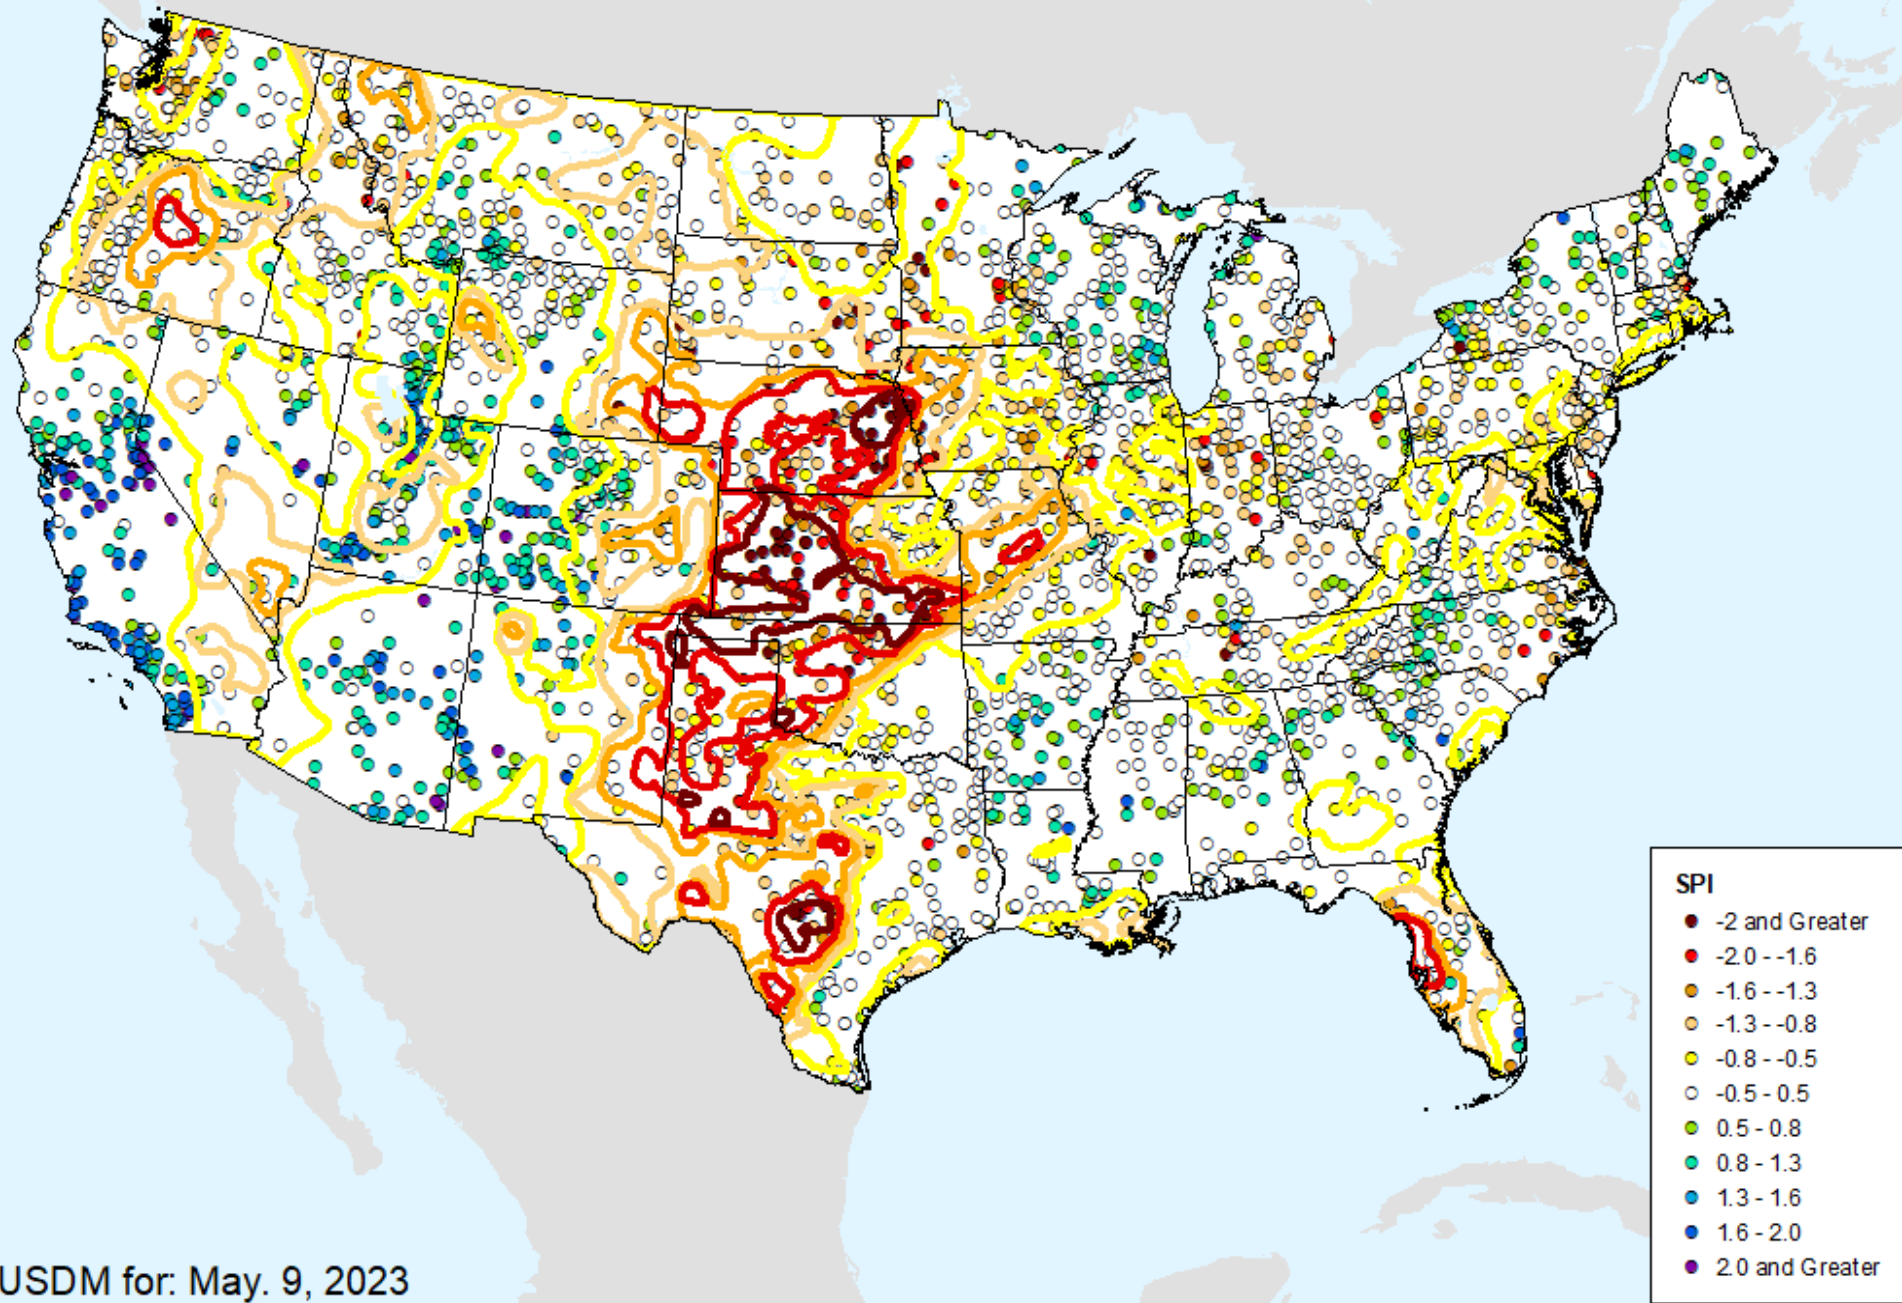 SPI
-2 and Greater
-2.0 - -1.6
-1.6 - -1.3
-1.3 - -0.8
-0.8 - -0.5
-0.5 - 0.5
0.5 - 0.8
0.8 - 1.3
1.3 - 1.6
1.6 - 2.0
2.0 and Greater
USDM for: May. 9, 2023